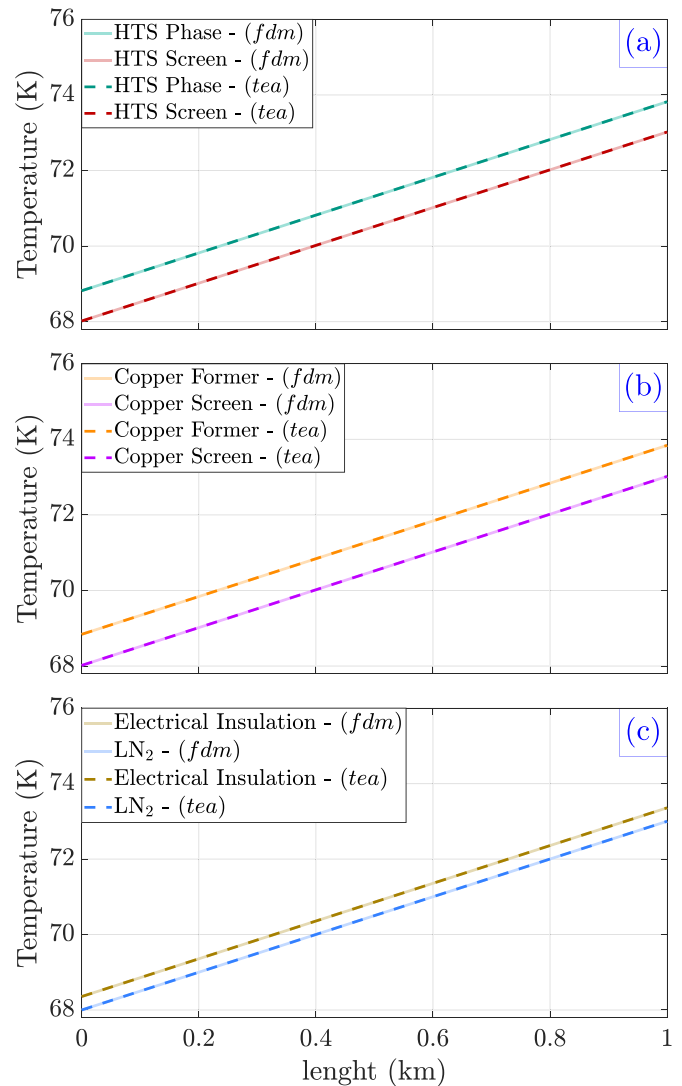 76
HTS Phase - (fdm)
(a)
HTS Screen - (fdm)
HTS Phase - (tea)
74
HTS Screen - (tea)
72
Temperature (K)
70
68
76
Copper Former - (fdm)
(b)
Copper Screen - (fdm)
Copper Former - (tea)
74
Copper Screen - (tea)
72
Temperature (K)
70
68
76
Electrical Insulation - (fdm)
(c)
LN₂ - (fdm)
Electrical Insulation - (tea)
74
LN₂ - (tea)
72
Temperature (K)
70
68
0 0.2 0.4 0.6 0.8 1
lenght (km)